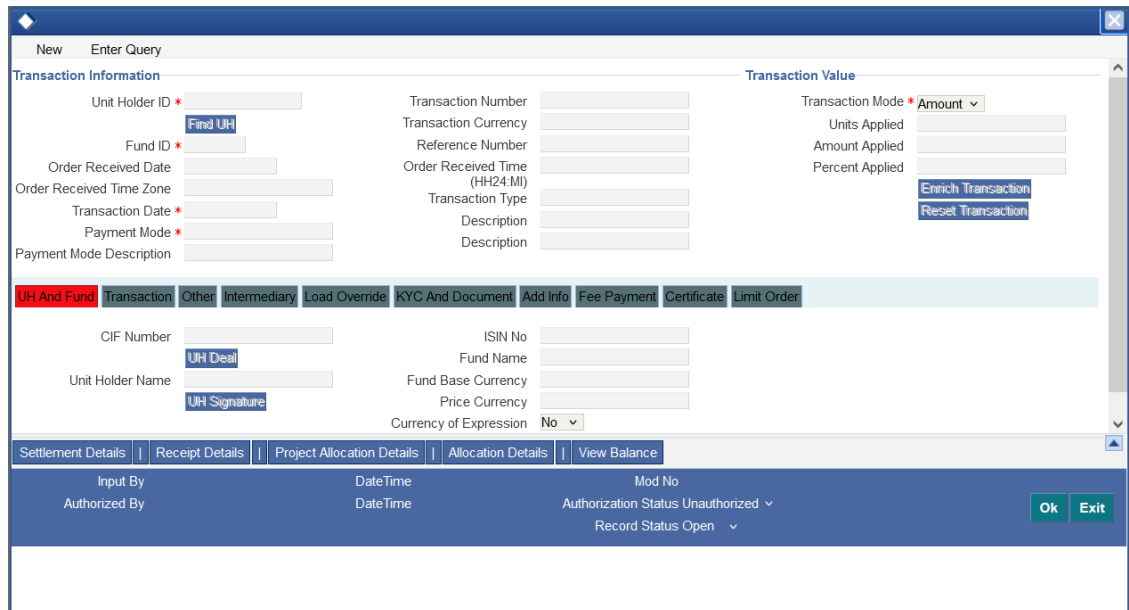 New Enter Query
Transaction Information
Transaction Value
Unit Holder ID *
Transaction Number
Transaction Mode * Amount
Find UH
Transaction Currency
Units Applied
Fund ID *
Reference Number
Amount Applied
Order Received Date
Order Received Time
(HH24:MI)
Percent Applied
Order Received Time Zone
Enrich Transaction
Transaction Type
Transaction Date *
Reset Transaction
Description
Payment Mode *
Description
Payment Mode Description
UH And Fund Transaction Other Intermediary Load Override KYC And Document Add Info Fee Payment Certificate Limit Order
CIF Number
ISIN No
UH Deal
Fund Name
Unit Holder Name
Fund Base Currency
UH Signature
Price Currency
Currency of Expression No
Settlement Details | Receipt Details | Project Allocation Details | Allocation Details | View Balance
Input By DateTime Mod No
Authorized By DateTime Authorization Status Unauthorized
Ok Exit
Record Status Open